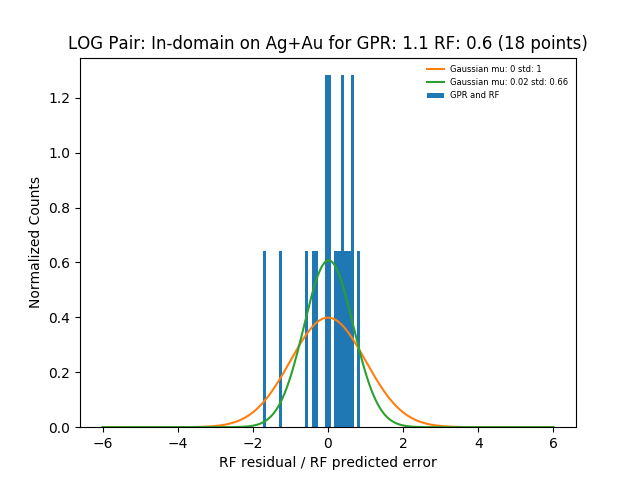 LOG Pair: In-domain on Ag+Au for GPR: 1.1 RF: 0.6 (18 points)
Gaussian mu: 0 std: 1
Gaussian mu: 0.02 std: 0.66
GPR and RF
Normalized Counts
1.2
1.0
0.8
0.6
0.4
0.2
0.0
−6 −4 −2 0 2 4 6
RF residual / RF predicted error